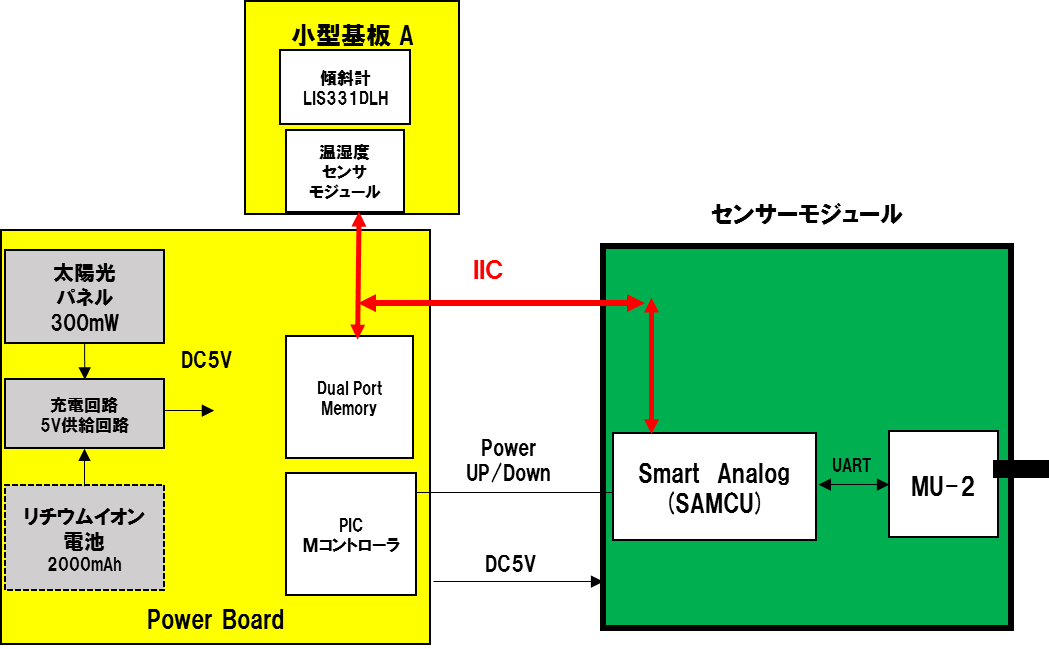 小型基板 A
傾斜計
LIS331DLH
温湿度
センサ
モジュール
センサーモジュール
IIC
太陽光
パネル
300mW
DC5V
充電回路
5V供給回路
リチウムイオン
電池
2000mAh
Dual Port
Memory
PIC
Mコントローラ
Power Board
Power
UP/Down
DC5V
Smart Analog
(SAMCU)
UART
MU-2